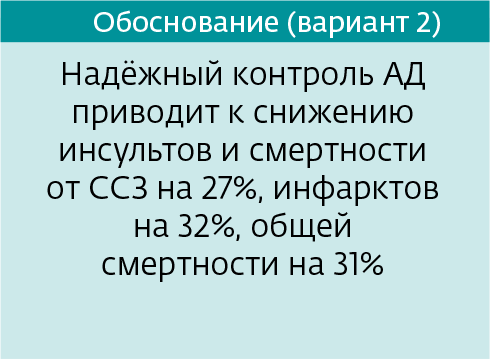 Обоснование (вариант 2)
Надёжный контроль АД
приводит к снижению
инсультов и смертности
от ССЗ на 27%, инфарктов
на 32%, общей
смертности на 31%